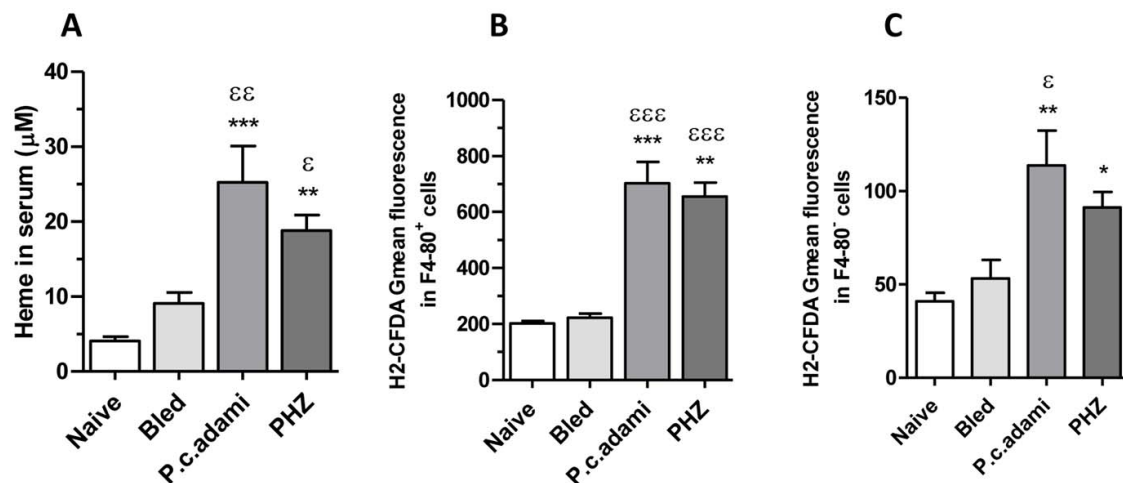 A
Heme in serum (µM)
40
30
20
10
0
εε
***
ε
**
Naive
Bled
P.c.adami
PHZ
B
H2-CFDA Gmean fluorescence
in F4-80⁺ cells
1000
800
600
400
200
0
εεε
***
εεε
**
Naive
Bled
P.c.adami
PHZ
C
H2-CFDA Gmean fluorescence
in F4-80⁻ cells
150
100
50
0
ε
**
*
Naive
Bled
P.c.adami
PHZ